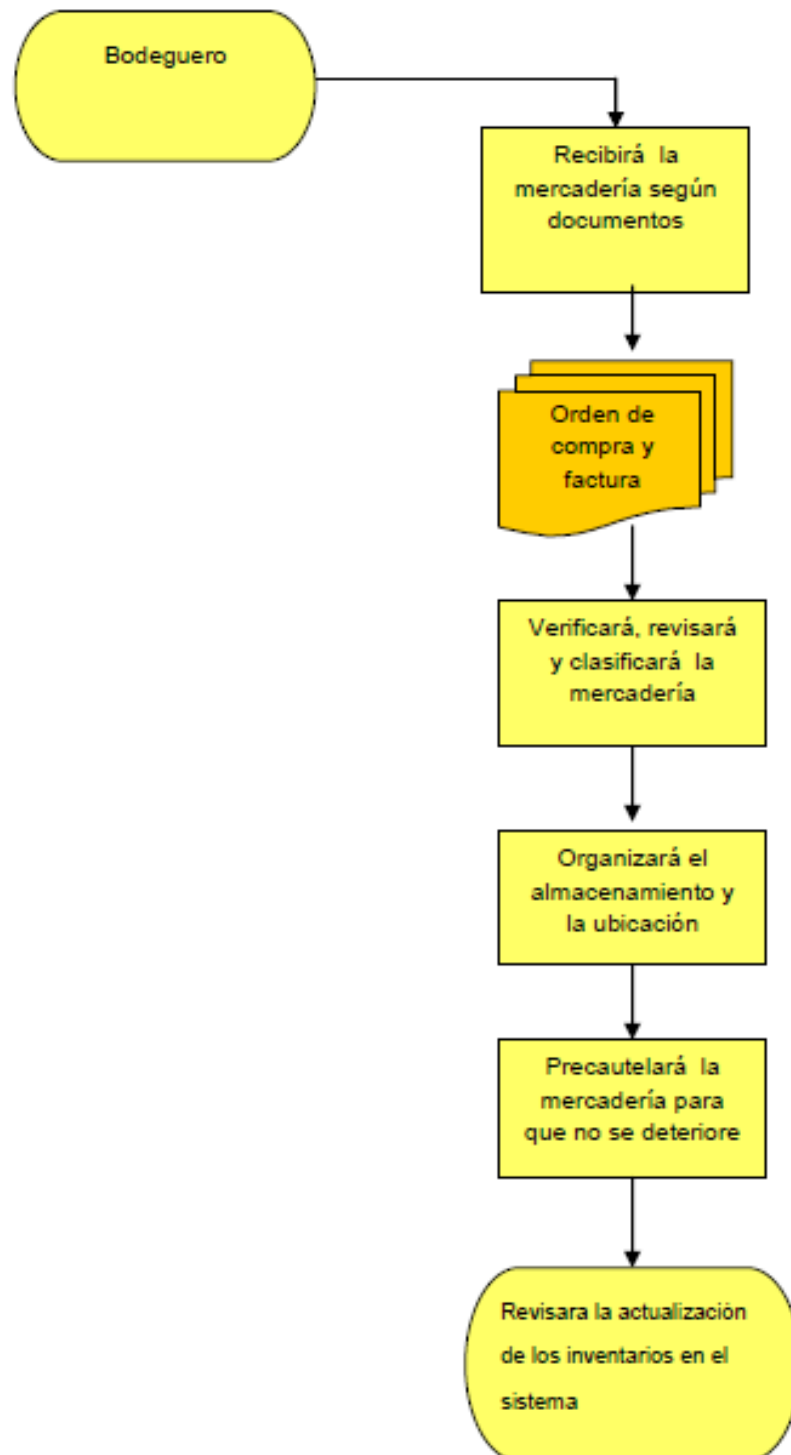 Bodeguero
Recibirá la
mercadería según
documentos
Orden de
compra y
factura
Verificará, revisará
y clasificará la
mercadería
Organizará el
almacenamiento y
la ubicación
Precautelará la
mercadería para
que no se deteriore
Revisara la actualización
de los inventarios en el
sistema